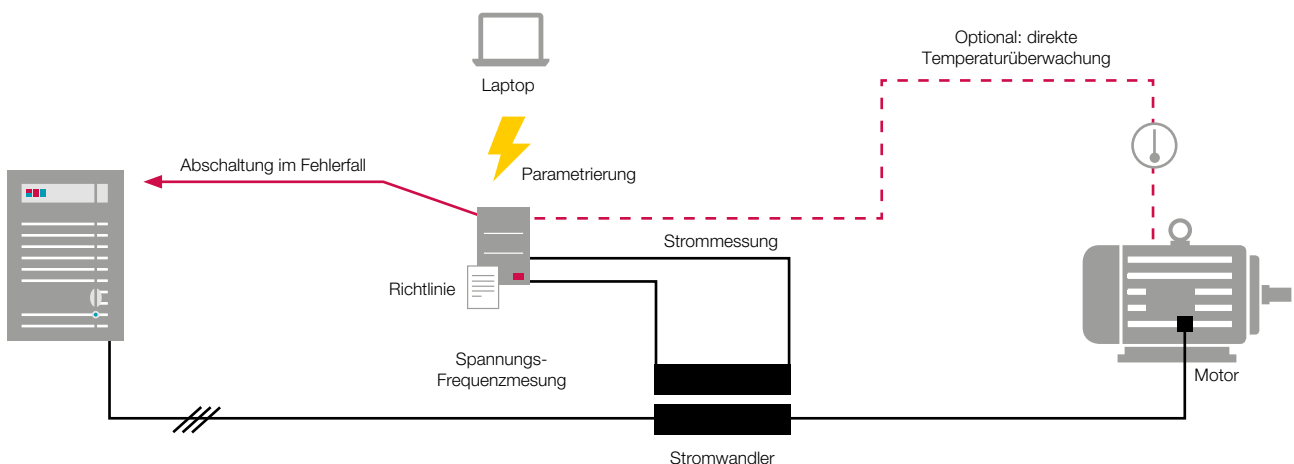 Optional: direkte
Temperaturüberwachung
Laptop
Abschaltung im Fehlerfall
Parametrierung
Strommessung
Richtlinie
Spannungs-
Frequenzmesung
Motor
Stromwandler